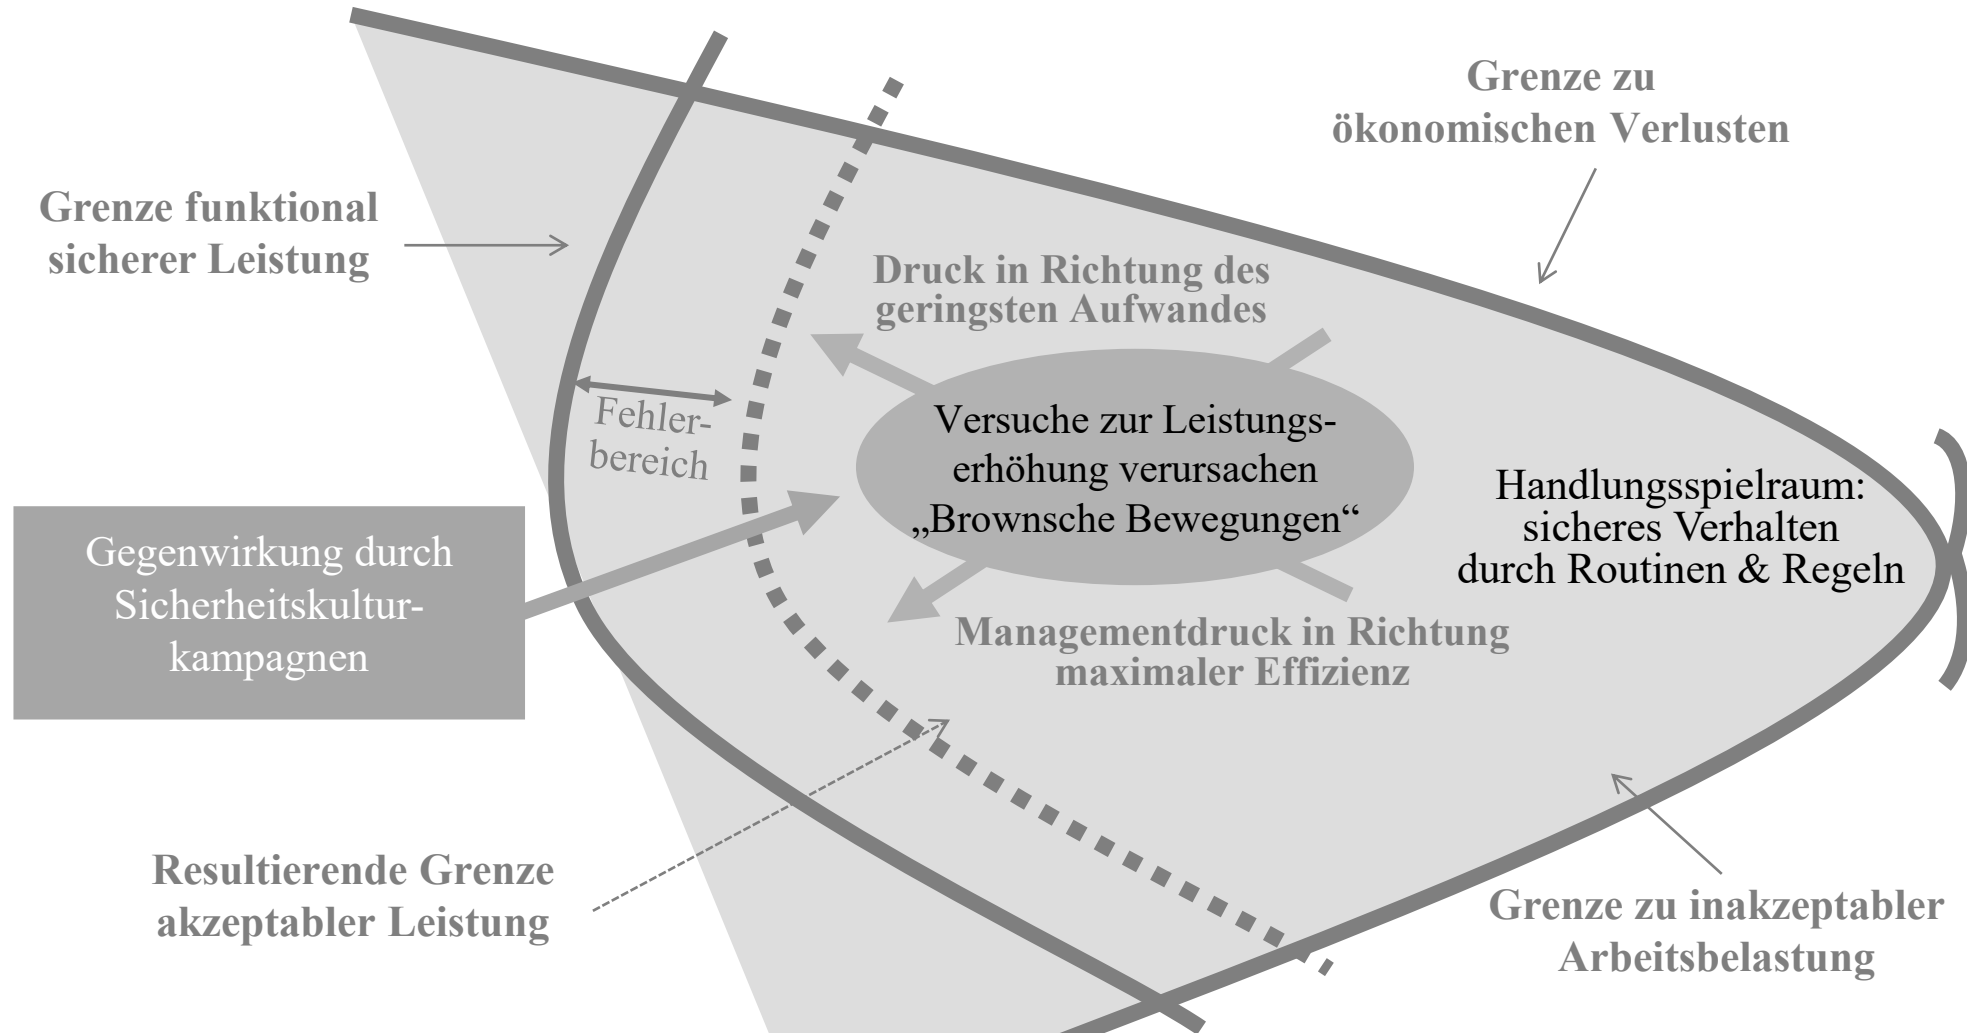 Grenze zu
ökonomischen Verlusten
Grenze funktional
sicherer Leistung
Druck in Richtung des
geringsten Aufwandes
Fehler-
bereich
Versuche zur Leistungs-
erhöhung verursachen
„Brownsche Bewegungen“
Handlungsspielraum:
sicheres Verhalten
durch Routinen & Regeln
Gegenwirkung durch
Sicherheitskultur-
kampagnen
Managementdruck in Richtung
maximaler Effizienz
Resultierende Grenze
akzeptabler Leistung
Grenze zu inakzeptabler
Arbeitsbelastung